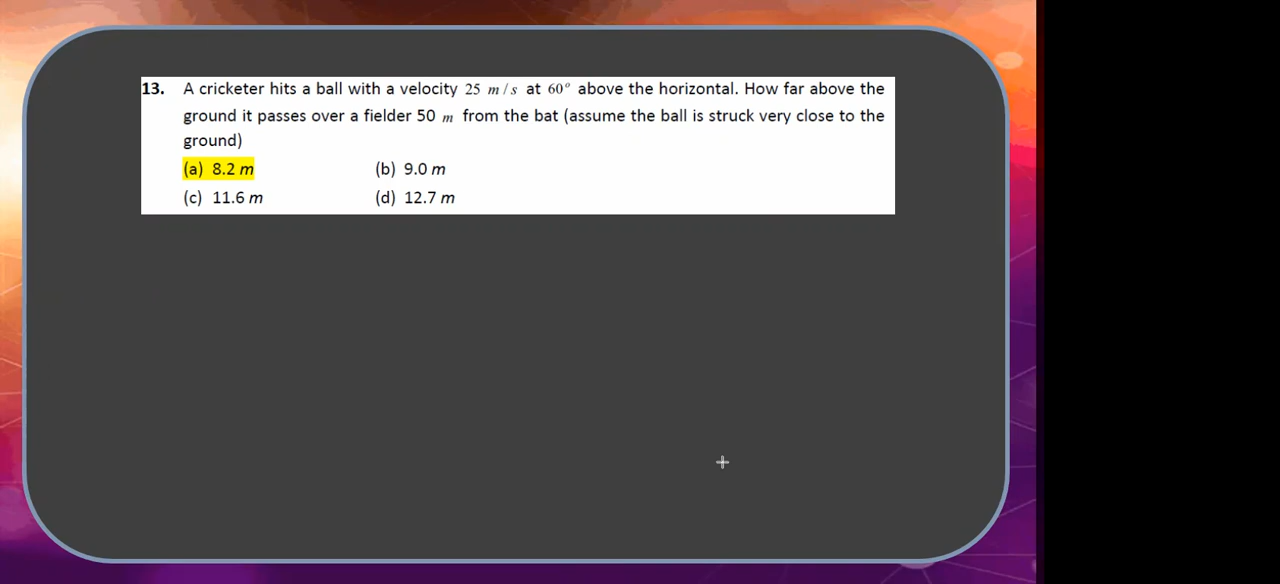 13. A cricketer hits a ball with a velocity 25 m/s at 60° above the horizontal. How far above the
ground it passes over a fielder 50 m from the bat (assume the ball is struck very close to the
ground)
(a) 8.2 m (b) 9.0 m
(c) 11.6 m (d) 12.7 m